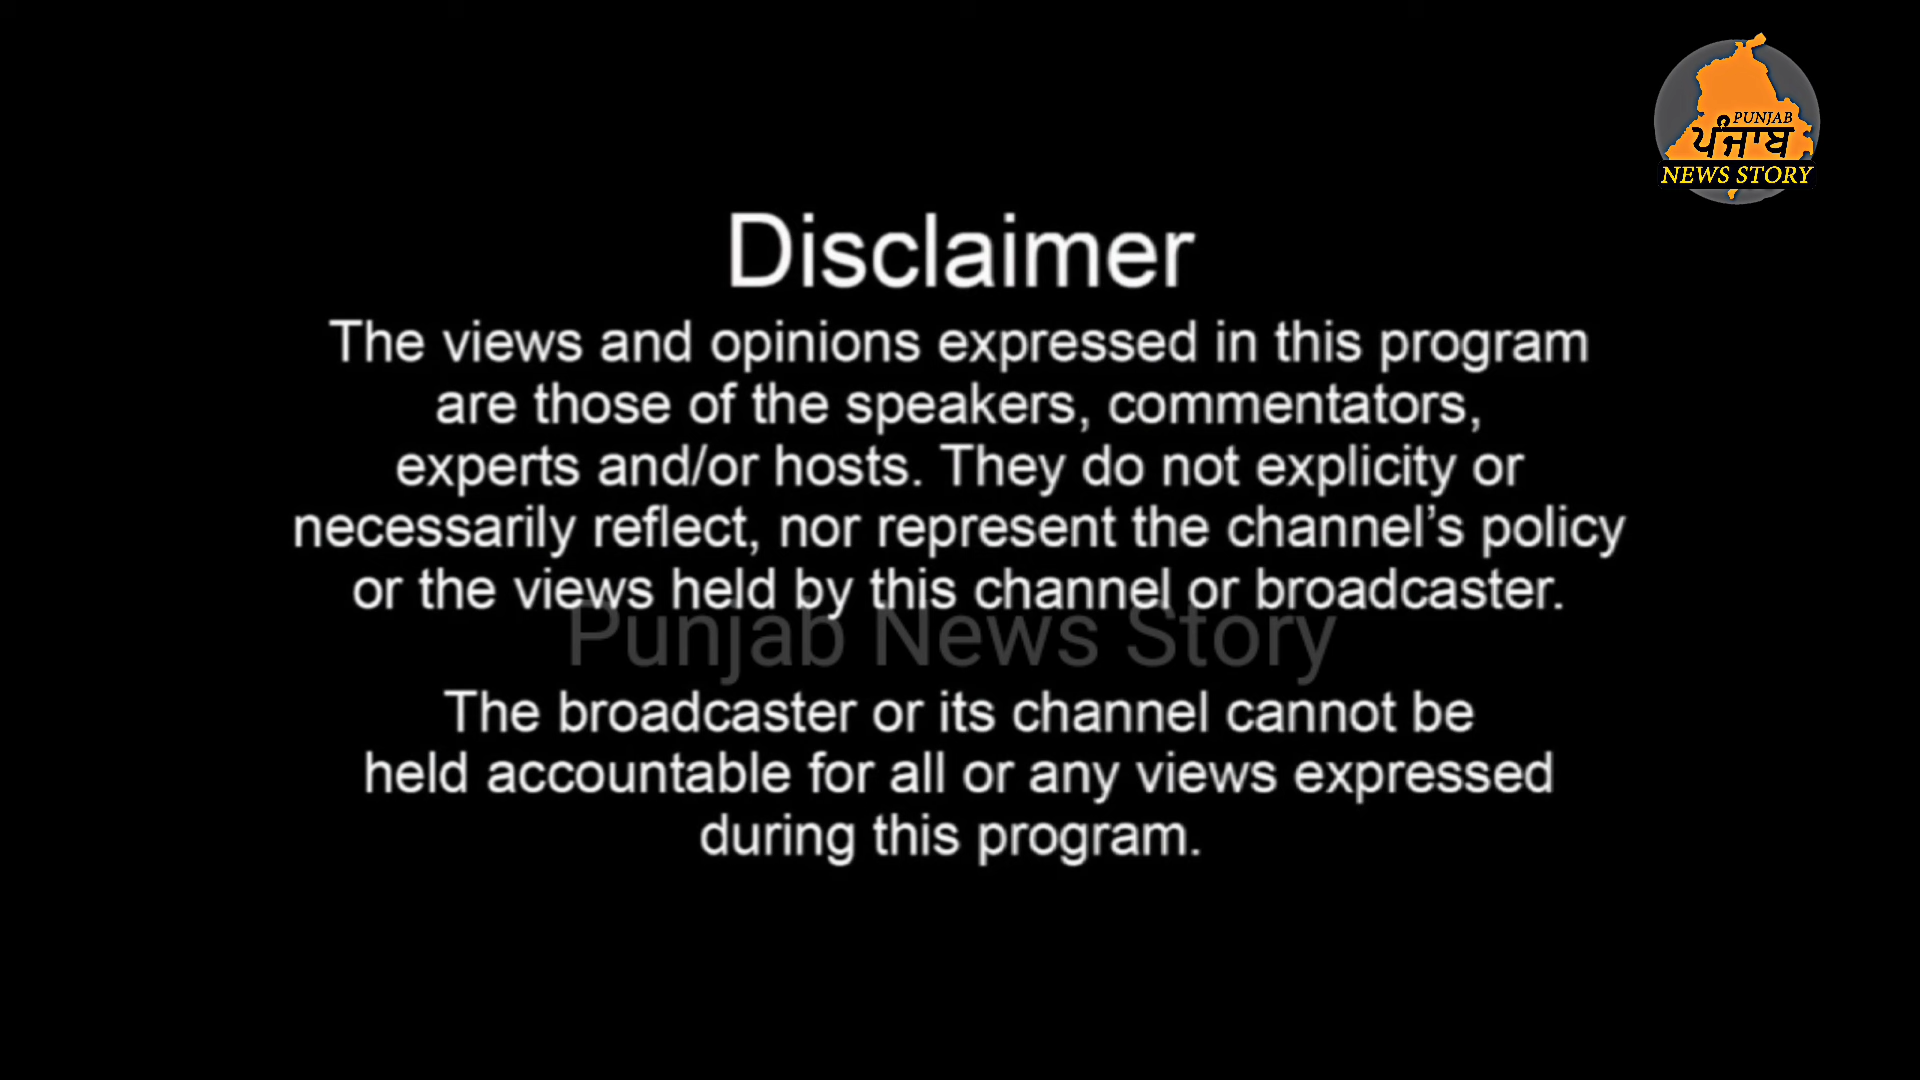 PUNJAB
ਪੰਜਾਬ
NEWS STORY
Disclaimer
The views and opinions expressed in this program
are those of the speakers, commentators,
experts and/or hosts. They do not explicity or
necessarily reflect, nor represent the channel’s policy
or the views held by this channel or broadcaster.
Punjab News Story
The broadcaster or its channel cannot be
held accountable for all or any views expressed
during this program.